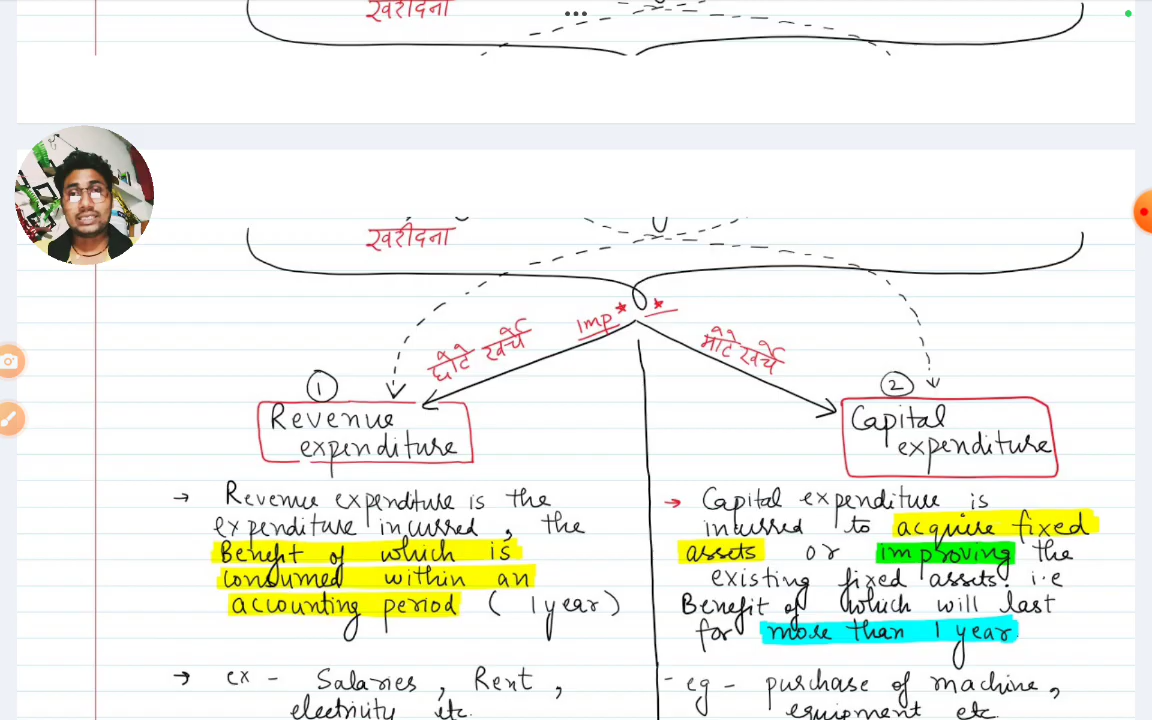 खरीदना
खरीदना
Imp * *
छोटे खर्चे
मोटे खर्चे
1
2
Revenue expenditure
Capital expenditure
→ Revenue expenditure is the
expenditure incurred, the
Benefit of which is
consumed within an
accounting period ( 1 year )
→ ex - Salaries , Rent ,
electricity etc.
→ Capital expenditure is
incurred to acquire fixed
assets or improving the
existing fixed assets. i.e
Benefit of which will last
for more than 1 year.
- eg - purchase of machine,
equipment etc